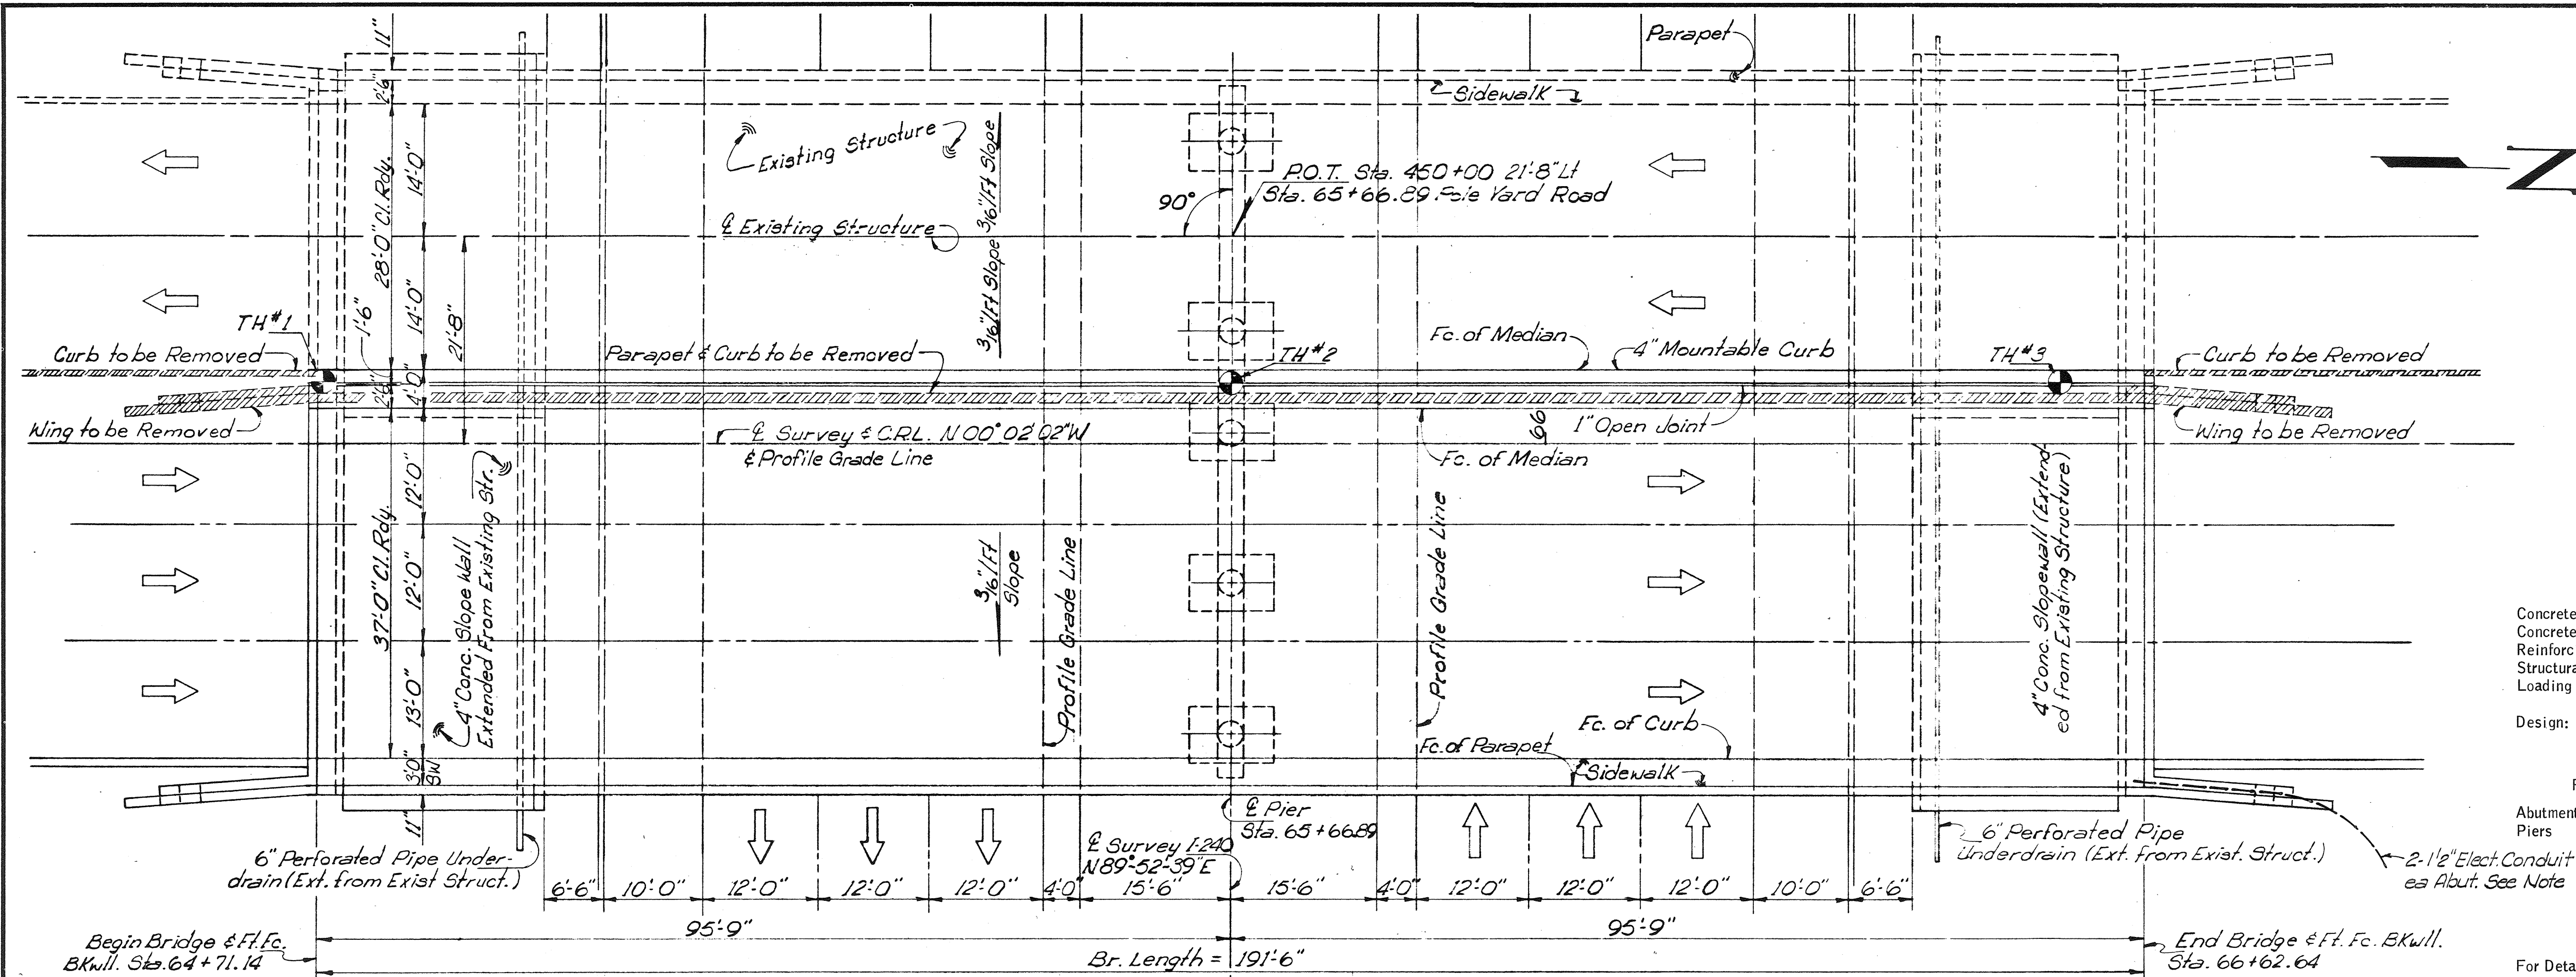 11"
Parapet
2'-6"
Sidewalk
Existing Structure
3/16"/Ft Slope
28'-0" Cl. Rdy.
14'-0"
P.O.T. Sta. 450+00 21'-8" Lt
Sta. 65+66.89 Yard Road
90°
N
℄ Existing Structure
3/16"/Ft Slope
14'-0"
1'-6"
21'-8"
TH#1
Curb to be Removed
Parapet & Curb to be Removed
TH#2
Fc. of Median
4" Mountable Curb
TH#3
Curb to be Removed
2'-6"
4'-0"
Wing to be Removed
℄ Survey & C.R.L. N 00° 02' 02" W
& Profile Grade Line
66
1" Open Joint
Fc. of Median
Wing to be Removed
37'-0" Cl. Rdy.
12'-0"
12'-0"
13'-0"
3'-0"
SW
11"
4" Conc. Slope Wall
Extended From Existing Str.
3/16"/Ft
Slope
Profile Grade Line
Profile Grade Line
4" Conc. Slopewall (Extend-
ed from Existing Structure)
Concrete
Concrete
Reinforc
Structura
Loading
Design:
Fc. of Curb
Fc. of Parapet
Sidewalk
℄ Pier
Sta. 65+66.89
℄ Survey I-240
N 89°-52'-39" E
6" Perforated Pipe Under-
drain (Ext. from Exist Struct.)
6" Perforated Pipe
Underdrain (Ext. from Exist. Struct.)
Abutment
Piers
2-1½" Elect. Conduit
ea Abut. See Note
6'-6" 10'-0" 12'-0" 12'-0" 12'-0" 4'-0" 15'-6" 15'-6" 4'-0" 12'-0" 12'-0" 12'-0" 10'-0" 6'-6"
95'-9" 95'-9"
Begin Bridge & Ft. Fc.
BKwll. Sta. 64+71.14
Br. Length = 191'-6"
End Bridge & Ft. Fc. BKwll.
Sta. 66+62.64
For Deta